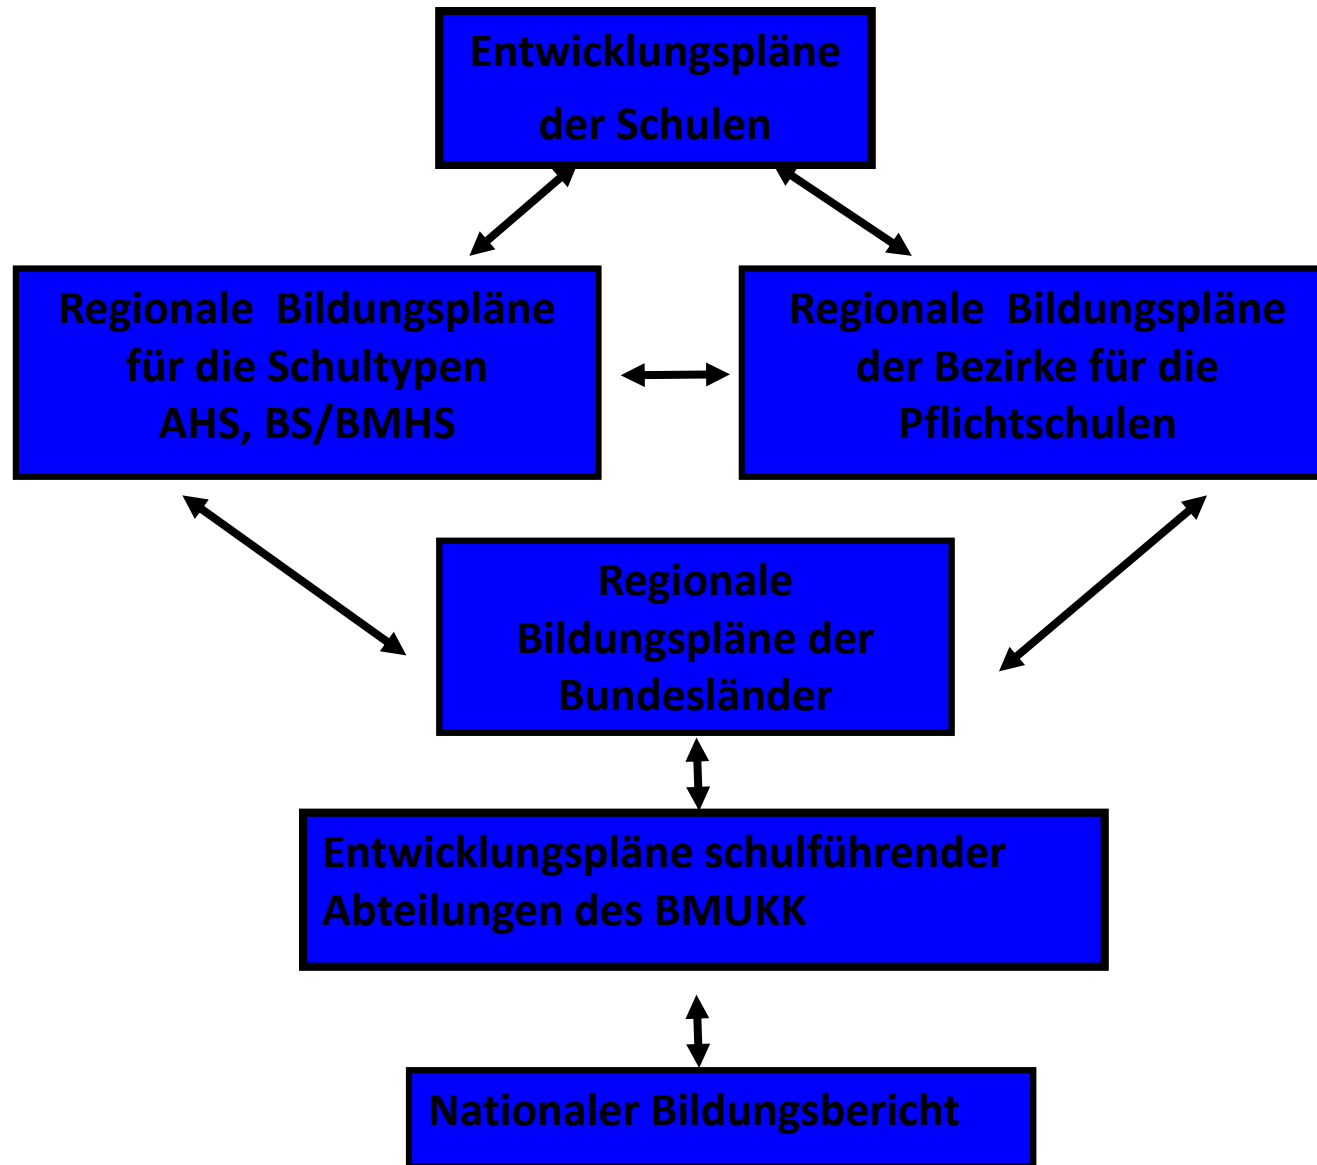 Entwicklungspläne
der Schulen
Regionale Bildungspläne
für die Schultypen
AHS, BS/BMHS
Regionale Bildungspläne
der Bezirke für die
Pflichtschulen
Regionale
Bildungspläne der
Bundesländer
Entwicklungspläne schulführender
Abteilungen des BMUKK
Nationaler Bildungsbericht